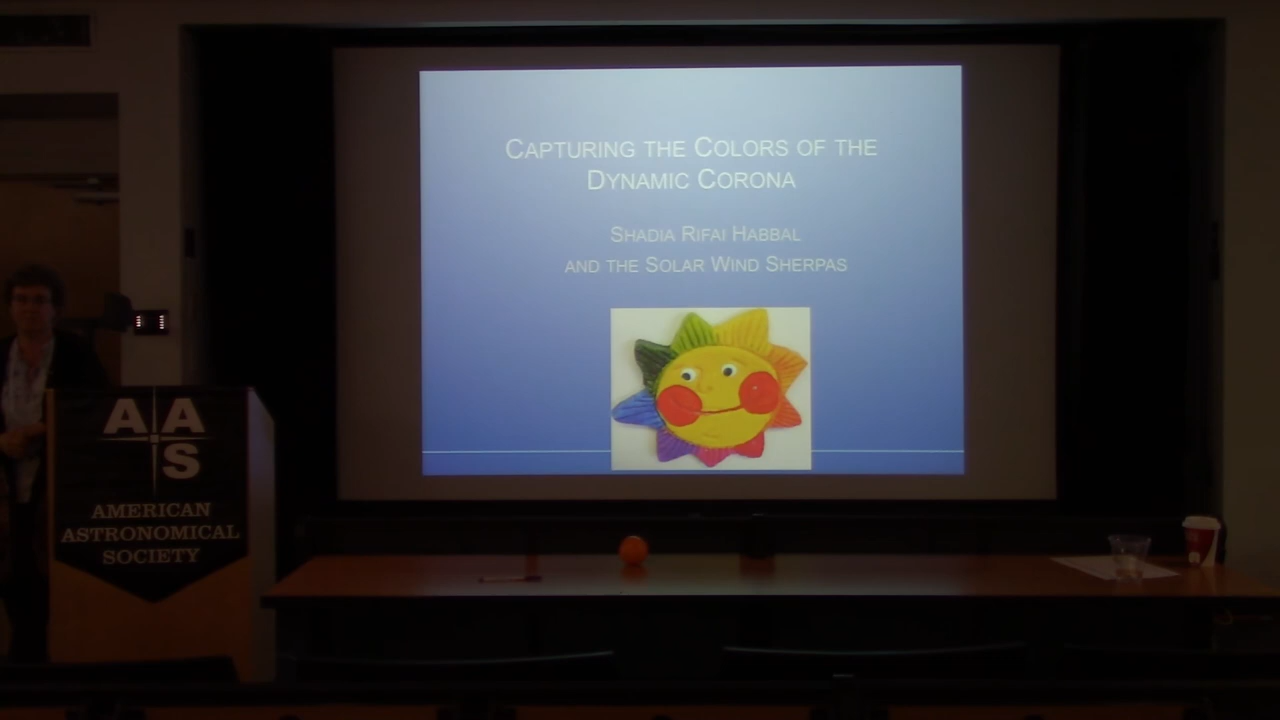 CAPTURING THE COLORS OF THE
DYNAMIC CORONA
SHADIA RIFAI HABBAL
AND THE SOLAR WIND SHERPAS
AAS
AMERICAN
ASTRONOMICAL
SOCIETY